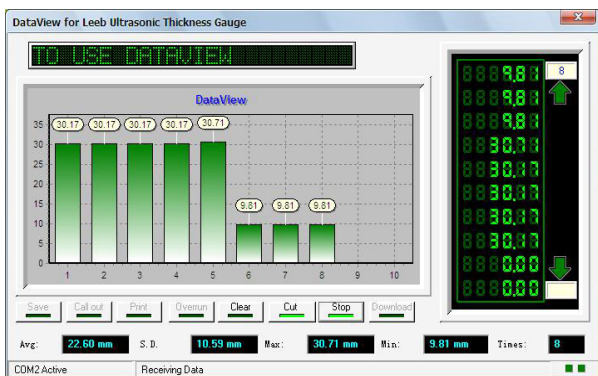 DataView for Leeb Ultrasonic Thickness Gauge
TO USE DATAVIEW
DataView
35
30
25
20
15
10
5
0
30.17 30.17 30.17 30.17 30.71 9.81 9.81 9.81
1 2 3 4 5 6 7 8 9 10
8
9.81
9.81
9.81
30.71
30.17
30.17
30.17
30.17
0.00
0.00
Save Call out Print Overrun Clear Cut Stop Download
Avg: 22.60 mm S.D. 10.59 mm Max: 30.71 mm Min: 9.81 mm Times: 8
COM2 Active Receiving Data